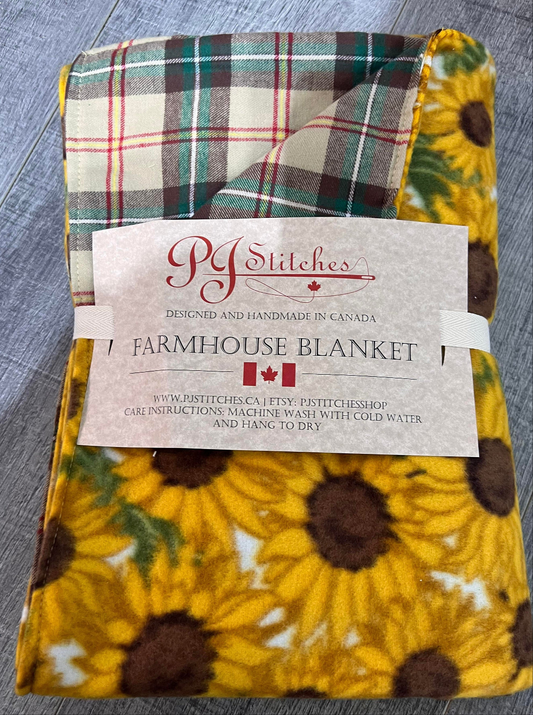 PJ Stitches
DESIGNED AND HANDMADE IN CANADA
FARMHOUSE BLANKET
WWW.PJSTITCHES.CA | ETSY: PJSTITCHESSHOP
CARE INSTRUCTIONS: MACHINE WASH WITH COLD WATER
AND HANG TO DRY